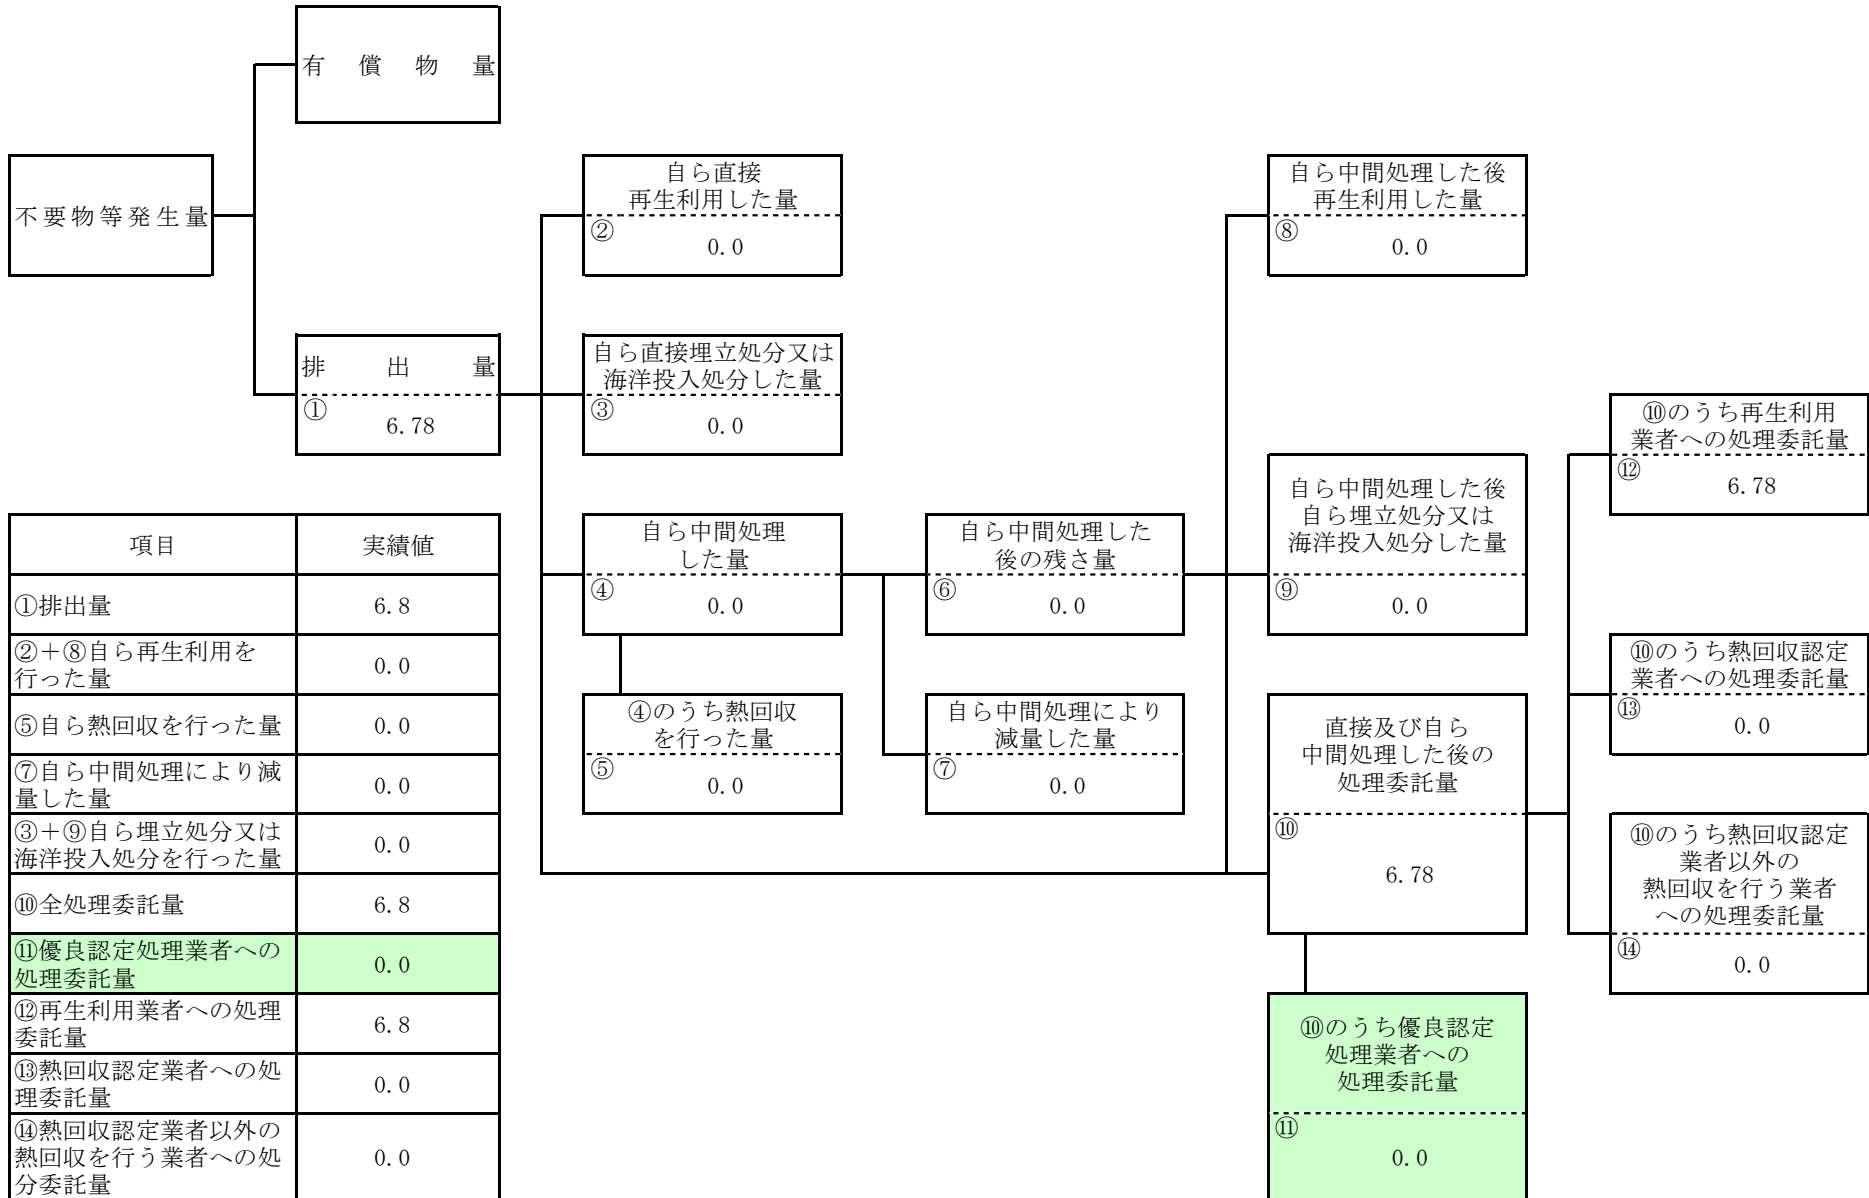 有償物量
不要物等発生量
排出量
①
6.78
自ら直接
再生利用した量
②
0.0
自ら直接埋立処分又は
海洋投入処分した量
③
0.0
自ら中間処理
した量
④
0.0
④のうち熱回収
を行った量
⑤
0.0
自ら中間処理した
後の残さ量
⑥
0.0
自ら中間処理により
減量した量
⑦
0.0
自ら中間処理した後
再生利用した量
⑧
0.0
自ら中間処理した後
自ら埋立処分又は
海洋投入処分した量
⑨
0.0
直接及び自ら
中間処理した後の
処理委託量
⑩
6.78
⑩のうち優良認定
処理業者への
処理委託量
⑪
0.0
⑩のうち再生利用
業者への処理委託量
⑫
6.78
⑩のうち熱回収認定
業者への処理委託量
⑬
0.0
⑩のうち熱回収認定
業者以外の
熱回収を行う業者
への処理委託量
⑭
0.0
項目 実績値
①排出量 6.8
②＋⑧自ら再生利用を
行った量 0.0
⑤自ら熱回収を行った量 0.0
⑦自ら中間処理により減
量した量 0.0
③＋⑨自ら埋立処分又は
海洋投入処分を行った量 0.0
⑩全処理委託量 6.8
⑪優良認定処理業者への
処理委託量 0.0
⑫再生利用業者への処理
委託量 6.8
⑬熱回収認定業者への処
理委託量 0.0
⑭熱回収認定業者以外の
熱回収を行う業者への処
分委託量 0.0